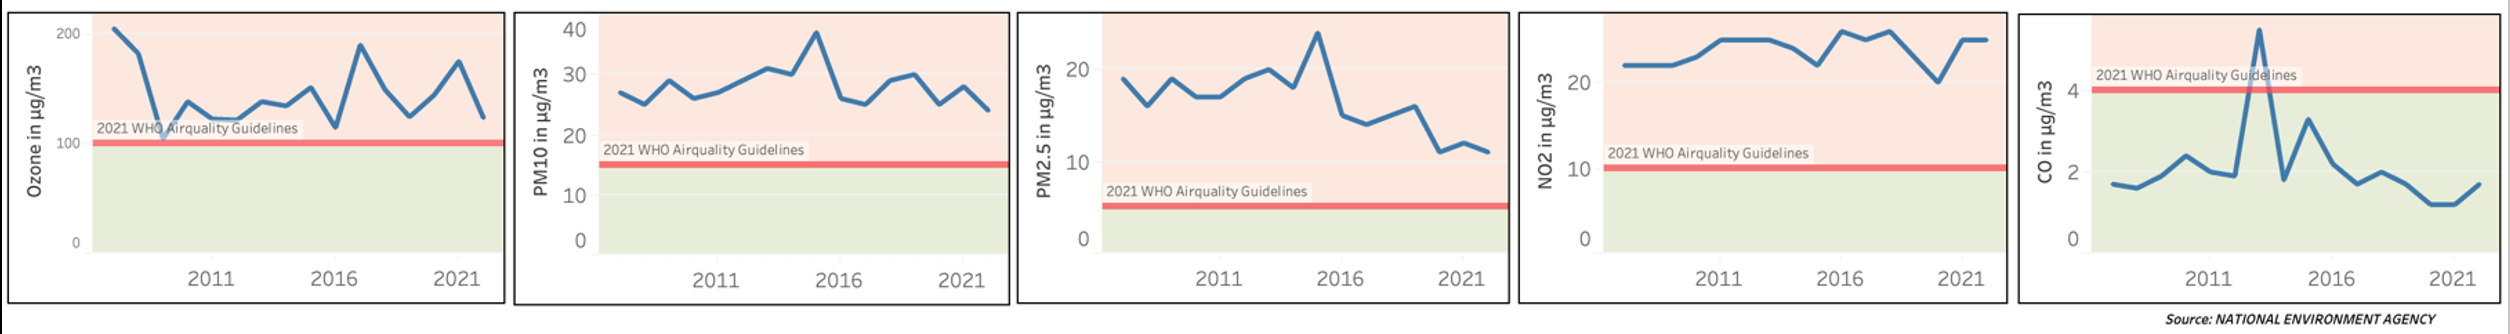 Ozone in µg/m3
200
100
0
2021 WHO Airquality Guidelines
2011 2016 2021
PM10 in µg/m3
40
30
20
10
0
2021 WHO Airquality Guidelines
2011 2016 2021
PM2.5 in µg/m3
20
10
0
2021 WHO Airquality Guidelines
2011 2016 2021
NO2 in µg/m3
20
10
0
2021 WHO Airquality Guidelines
2011 2016 2021
CO in µg/m3
4
2
0
2021 WHO Airquality Guidelines
2011 2016 2021
Source: NATIONAL ENVIRONMENT AGENCY